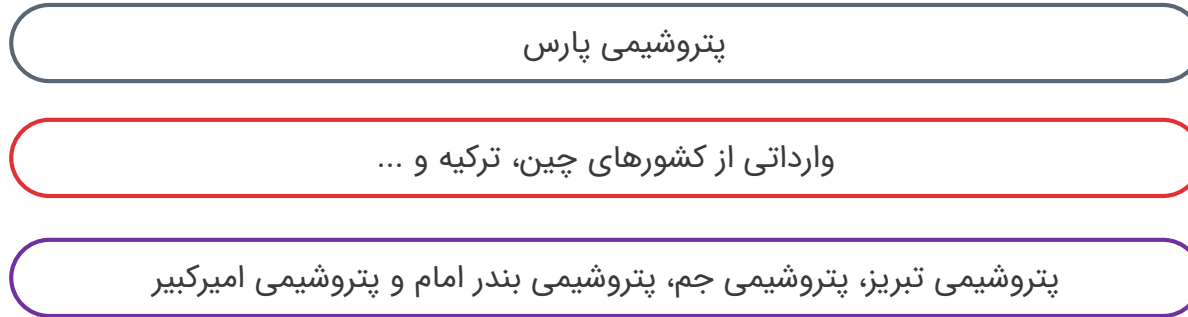 پتروشیمی پارس
وارداتی از کشورهای چین، ترکیه و ...
پتروشیمی تبریز، پتروشیمی جم، پتروشیمی بندر امام و پتروشیمی امیرکبیر